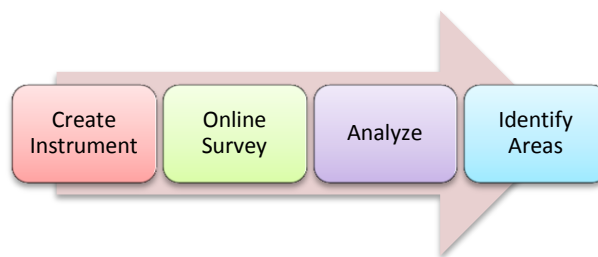 Create
Instrument
Online
Survey
Analyze
Identify
Areas